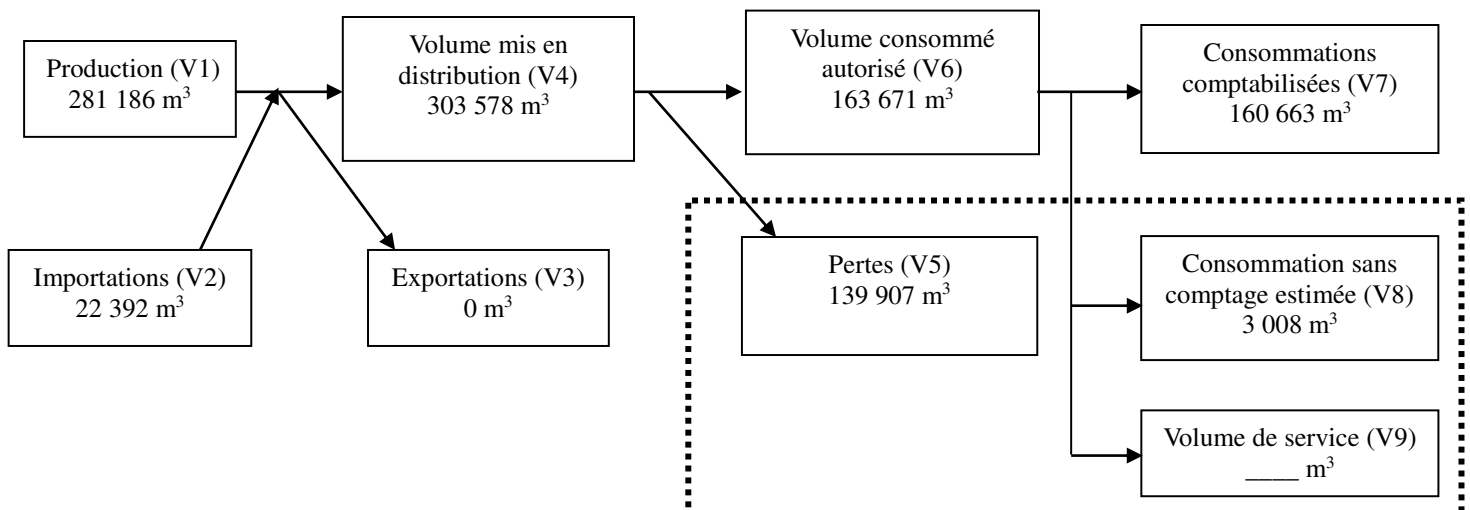 Production (V1)
281 186 m³
Volume mis en
distribution (V4)
303 578 m³
Volume consommé
autorisé (V6)
163 671 m³
Consommations
comptabilisées (V7)
160 663 m³
Importations (V2)
22 392 m³
Exportations (V3)
0 m³
Pertes (V5)
139 907 m³
Consommation sans
comptage estimée (V8)
3 008 m³
Volume de service (V9)
____ m³